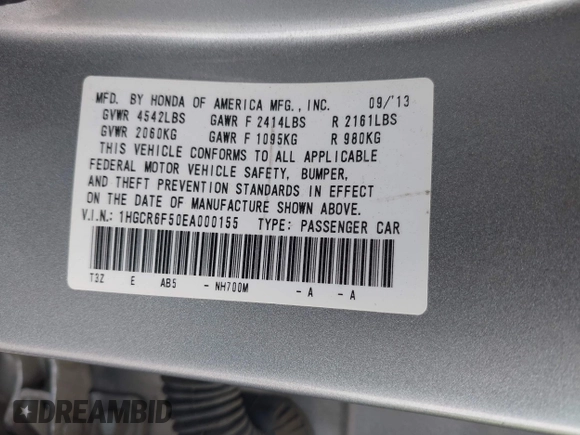 MFD. BY HONDA OF AMERICA MFG., INC. 09/'13
GVWR 4542LBS GAWR F 2414LBS R 2161LBS
GVWR 2060KG GAWR F 1095KG R 980KG
THIS VEHICLE CONFORMS TO ALL APPLICABLE
FEDERAL MOTOR VEHICLE SAFETY, BUMPER,
AND THEFT PREVENTION STANDARDS IN EFFECT
ON THE DATE OF MANUFACTURE SHOWN ABOVE.
V.I.N.: 1HGCR6F50EA000155 TYPE: PASSENGER CAR
T3Z E AB5 - NH700M - A - A
DREAMBID